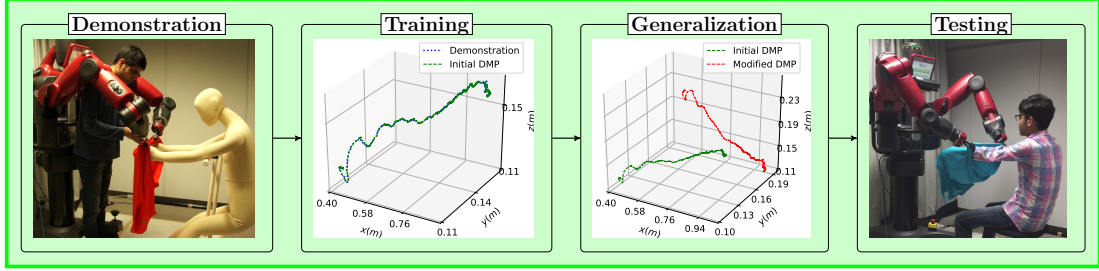 Demonstration
Training
Generalization
Testing
Demonstration
Initial DMP
0.15
0.11
z(m)
0.40
0.58
0.76
x(m)
0.11
0.14
y(m)
Initial DMP
Modified DMP
0.23
0.19
0.15
0.11
z(m)
0.40
0.58
0.76
0.94
x(m)
0.10
0.13
0.16
0.19
y(m)